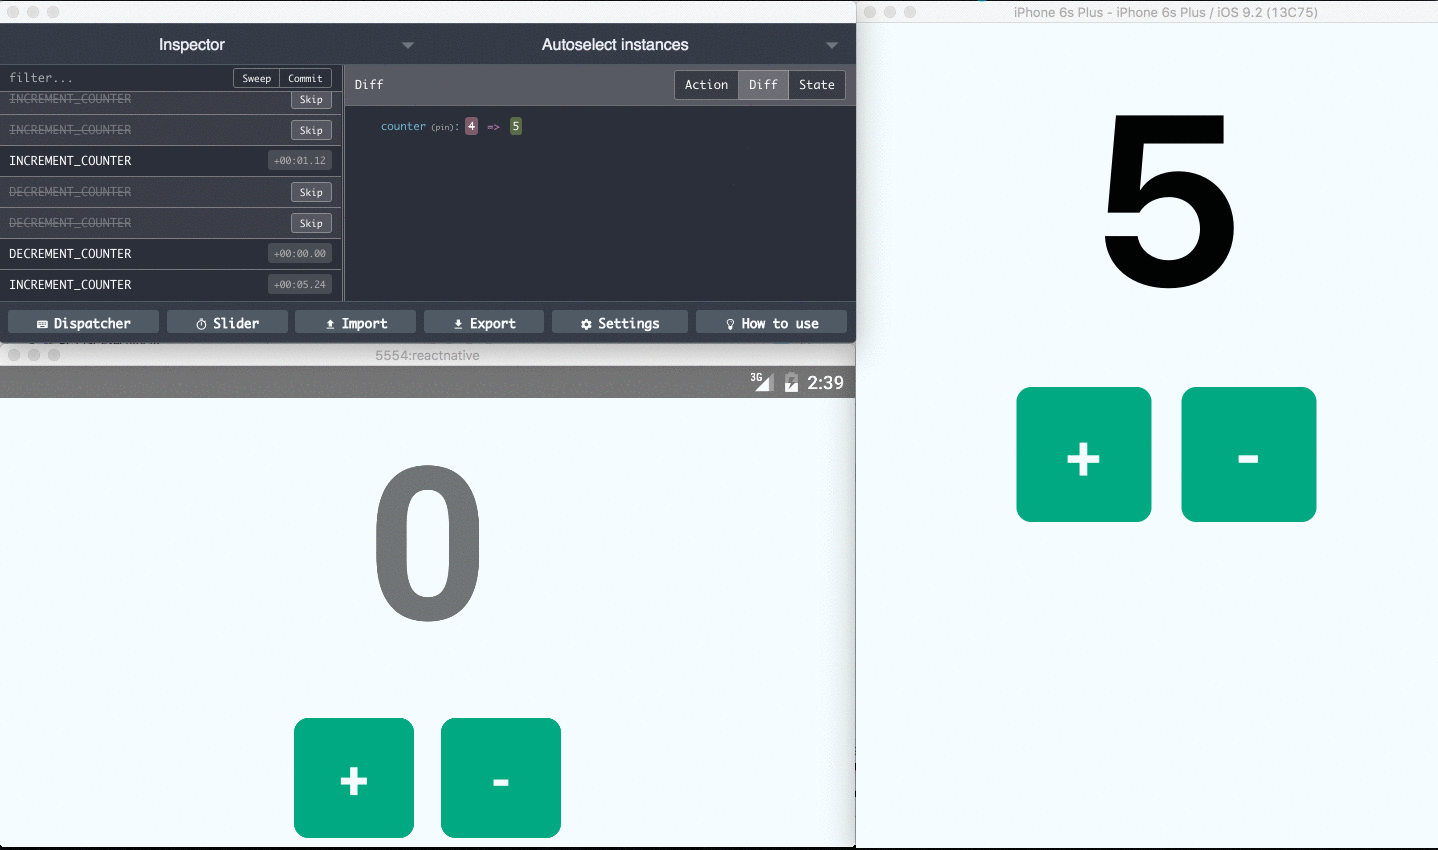 Inspector
Autoselect instances
filter...
Sweep
Commit
INCREMENT_COUNTER
Skip
INCREMENT_COUNTER
Skip
INCREMENT_COUNTER
+00:01.12
DECREMENT_COUNTER
Skip
DECREMENT_COUNTER
Skip
DECREMENT_COUNTER
+00:00.00
INCREMENT_COUNTER
+00:05.24
Diff
Action
Diff
State
counter (pin): 4 => 5
Dispatcher
Slider
Import
Export
Settings
How to use
5554:reactnative
3G
2:39
0
+
-
iPhone 6s Plus - iPhone 6s Plus / iOS 9.2 (13C75)
5
+
-